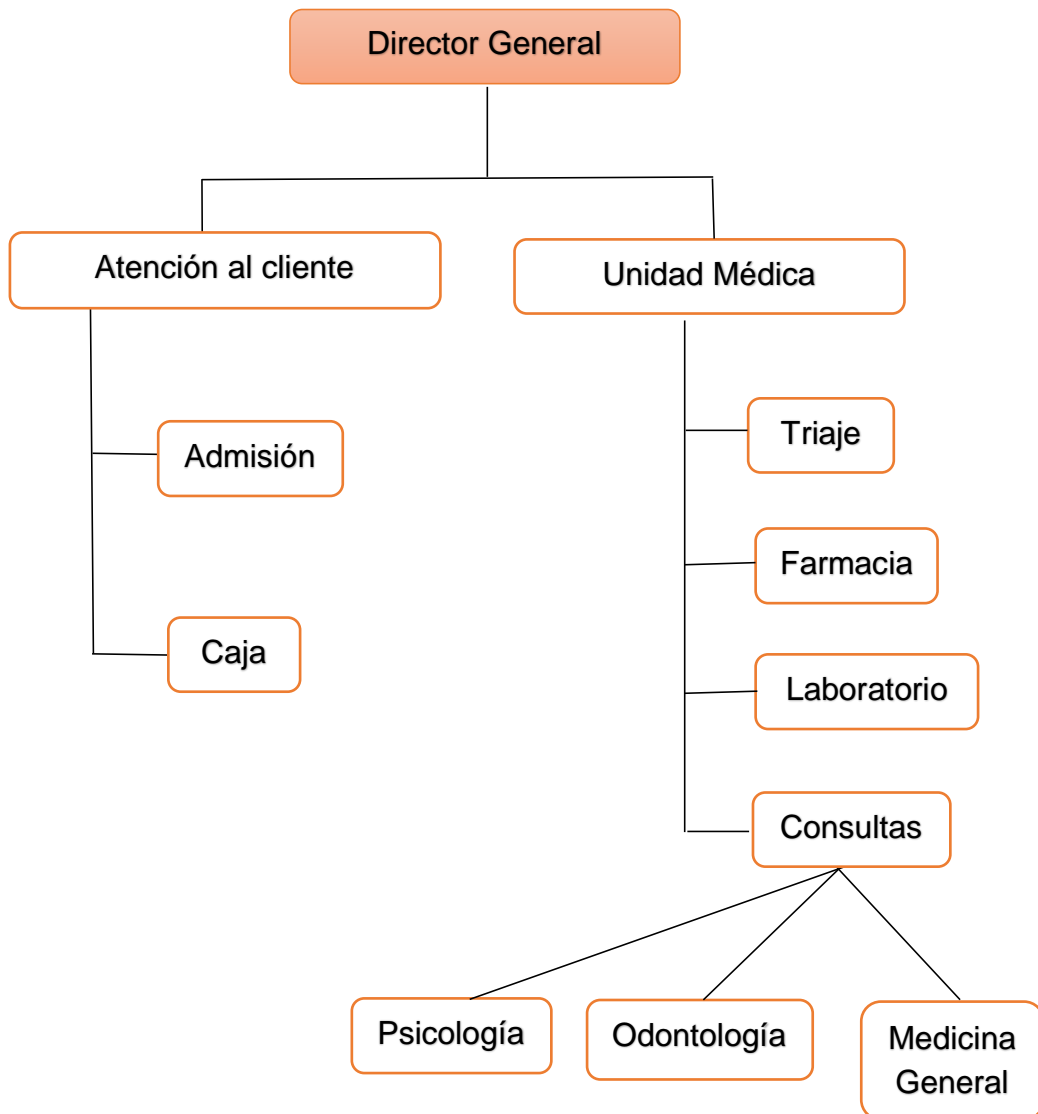 Director General
Atención al cliente
Unidad Médica
Admisión
Caja
Triaje
Farmacia
Laboratorio
Consultas
Psicología
Odontología
Medicina
General